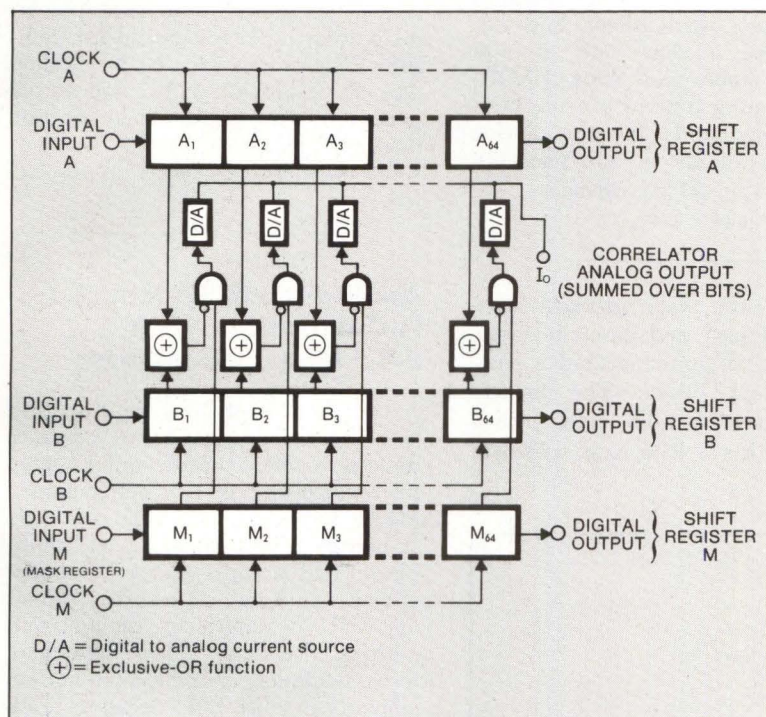 CLOCK
A
DIGITAL
INPUT
A
A₁ A₂ A₃ A₆₄
DIGITAL
OUTPUT
} SHIFT
REGISTER
A
D/A D/A D/A D/A
I₀
CORRELATOR
ANALOG OUTPUT
(SUMMED OVER BITS)
+ + + +
DIGITAL
INPUT
B
B₁ B₂ B₃ B₆₄
DIGITAL
OUTPUT
} SHIFT
REGISTER
B
CLOCK
B
DIGITAL
INPUT
M
(MASK REGISTER)
M₁ M₂ M₃ M₆₄
DIGITAL
OUTPUT
} SHIFT
REGISTER
M
CLOCK
M
D/A = Digital to analog current source
⊕ = Exclusive-OR function